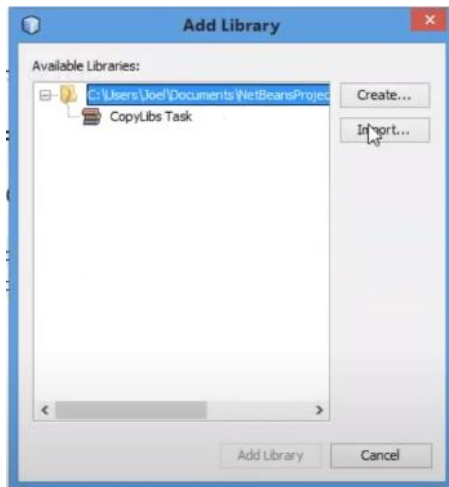 Add Library
Available Libraries:
C:\Users\Joel\Documents\NetBeansProjec
CopyLibs Task
Create...
Import...
Add Library
Cancel